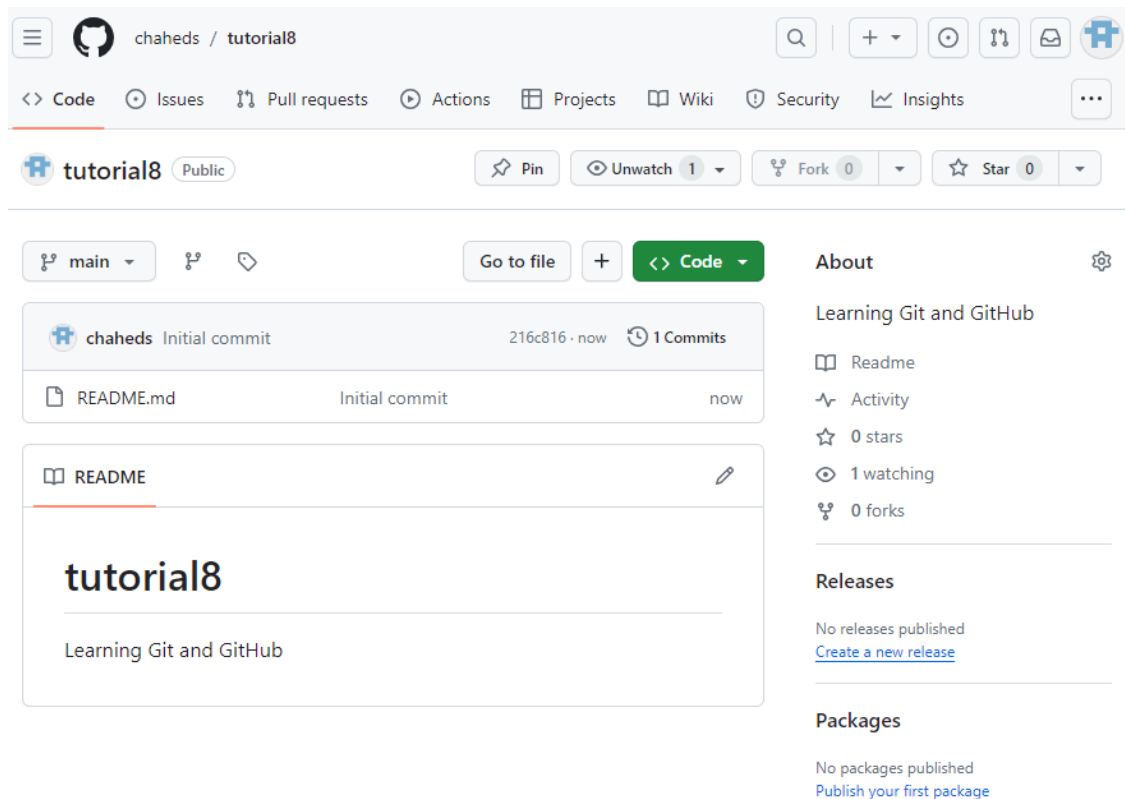 chaheds / tutorial8
Code Issues Pull requests Actions Projects Wiki Security Insights
tutorial8 Public Pin Unwatch 1 Fork 0 Star 0
main Go to file + Code
chaheds Initial commit 216c816 · now 1 Commits
README.md Initial commit now
README
tutorial8
Learning Git and GitHub
About
Learning Git and GitHub
Readme
Activity
0 stars
1 watching
0 forks
Releases
No releases published
Create a new release
Packages
No packages published
Publish your first package